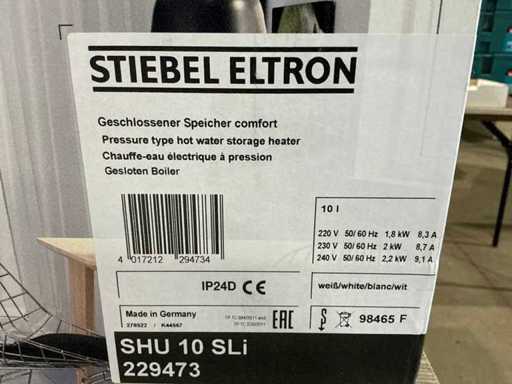 STIEBEL ELTRON
Geschlossener Speicher comfort
Pressure type hot water storage heater
Chauffe-eau électrique à pression
Gesloten Boiler
10 l
220 V 50/ 60 Hz 1,8 kW 8,3 A
230 V 50/ 60 Hz 2 kW 8,7 A
240 V 50/ 60 Hz 2,2 kW 9,1 A
4 017212 294734
IP24D CE
weiß/white/blanc/wit
Made in Germany
EAC
98465 F
SHU 10 SLi
229473